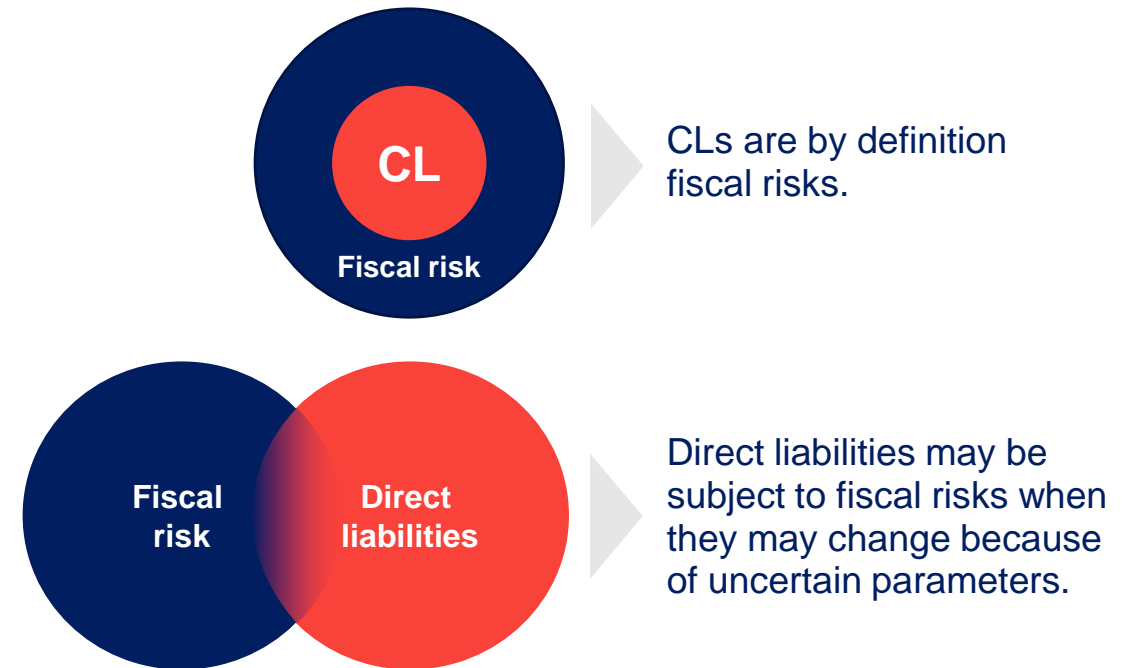 CL
Fiscal risk
CLs are by definition
fiscal risks.
Fiscal
risk
Direct
liabilities
Direct liabilities may be
subject to fiscal risks when
they may change because
of uncertain parameters.